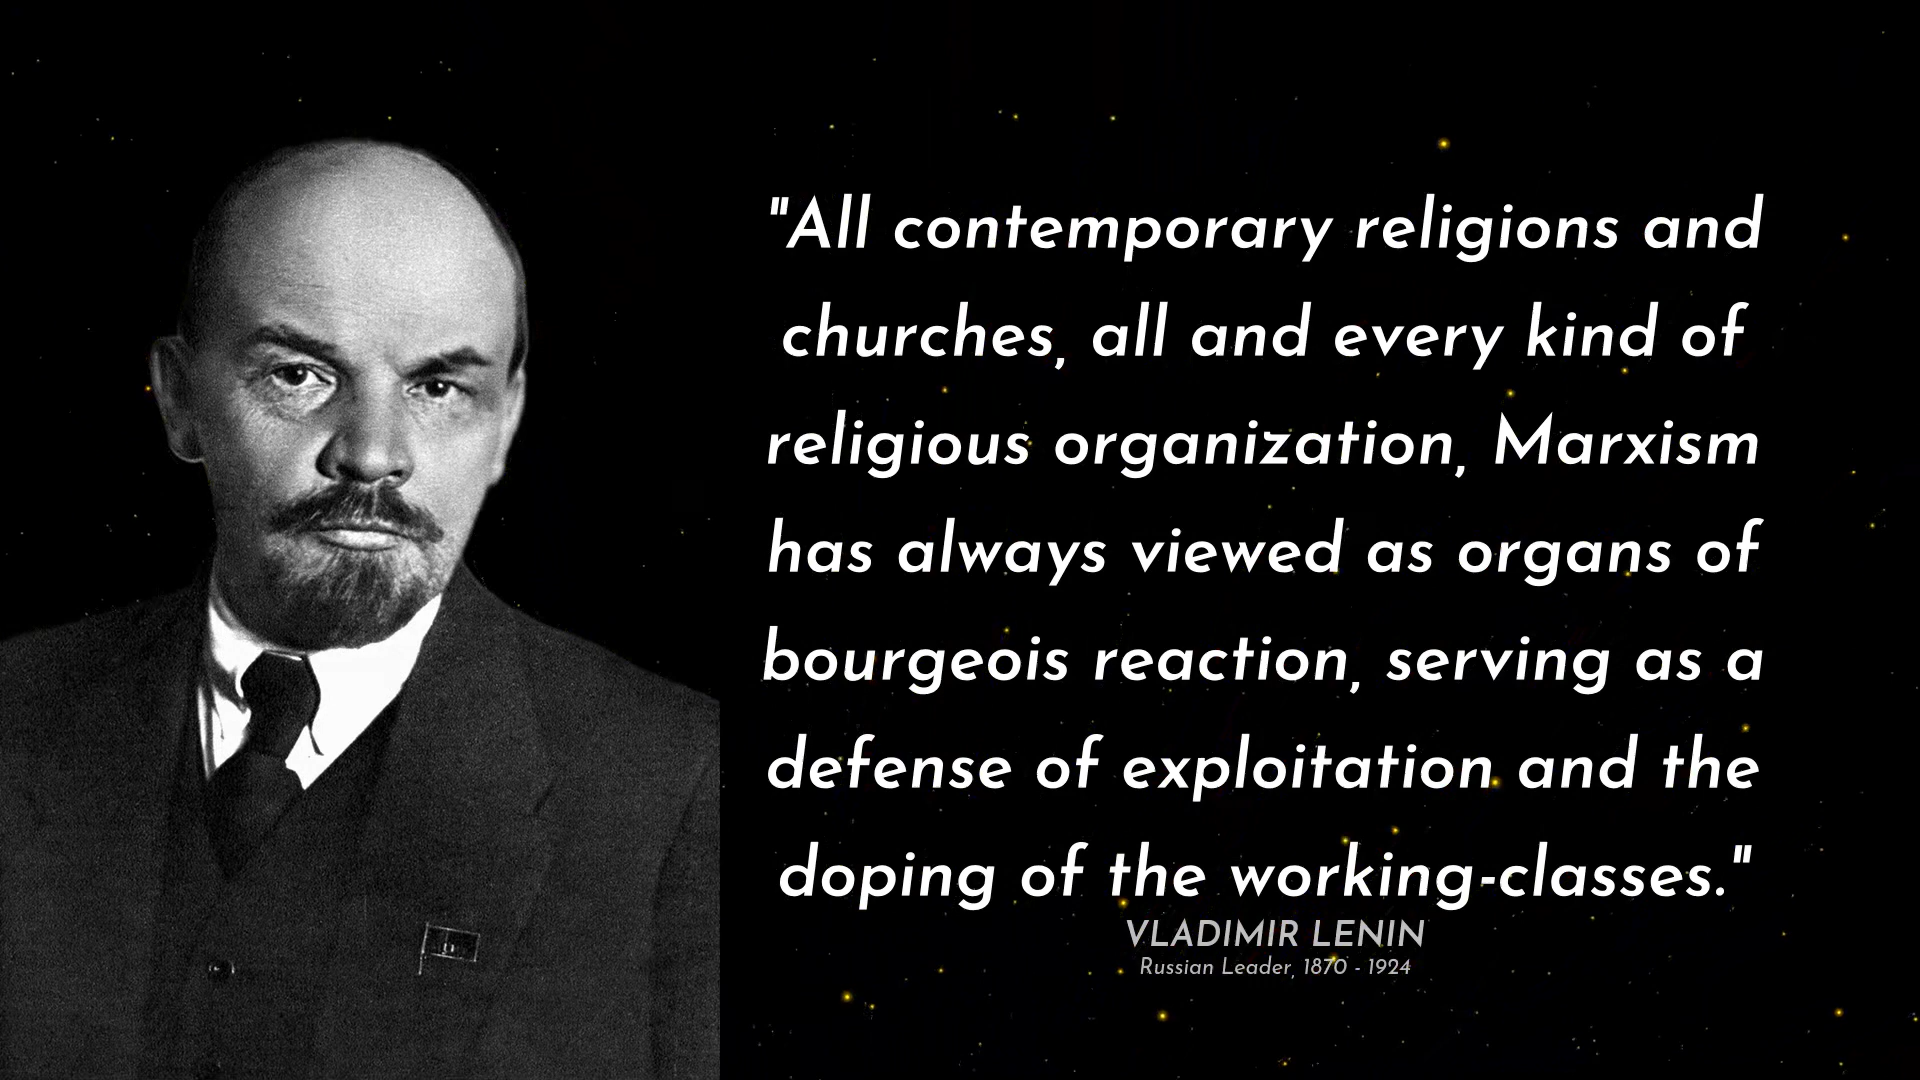 "All contemporary religions and
churches, all and every kind of
religious organization, Marxism
has always viewed as organs of
bourgeois reaction, serving as a
defense of exploitation and the
doping of the working-classes."
VLADIMIR LENIN
Russian Leader, 1870 - 1924